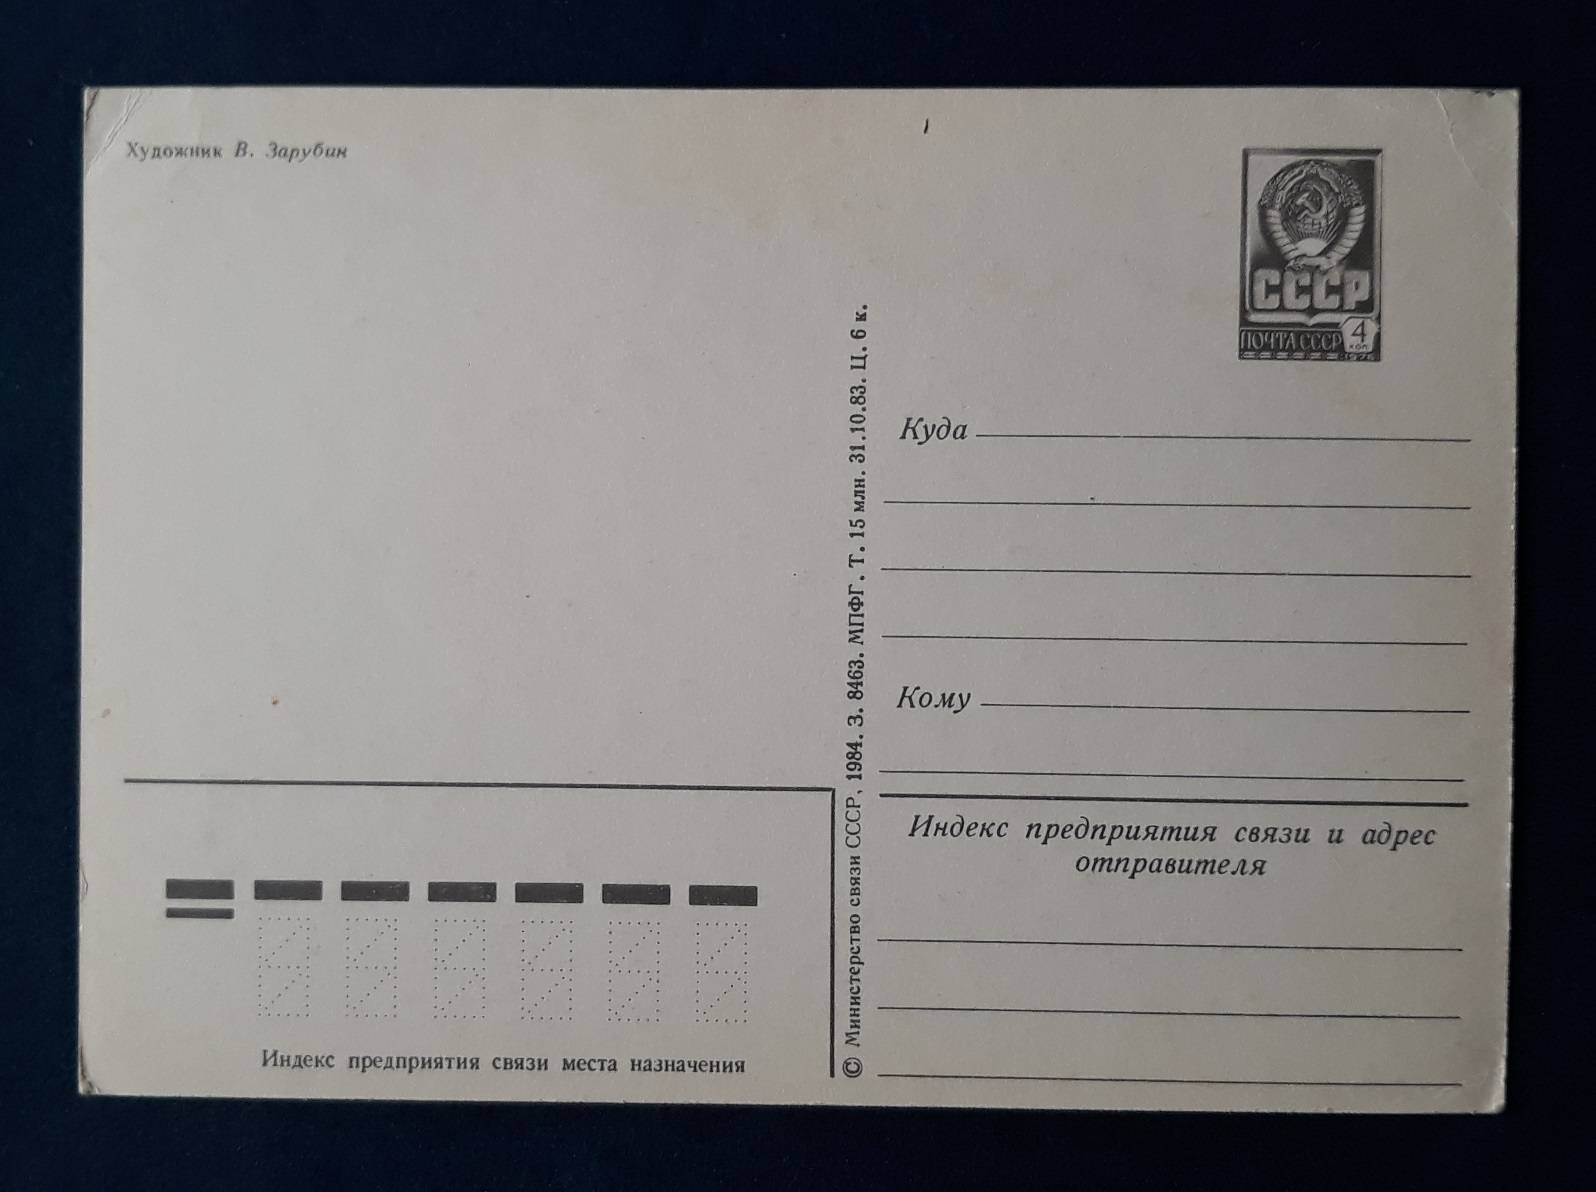 Художник В. Зарубин
СССР
ПОЧТА СССР
4
коп
1976
Куда
Кому
Индекс предприятия связи и адрес
отправителя
© Министерство связи СССР, 1984. З. 8463. МПФГ. Т. 15 млн. 31.10.83. Ц. 6 к.
Индекс предприятия связи места назначения